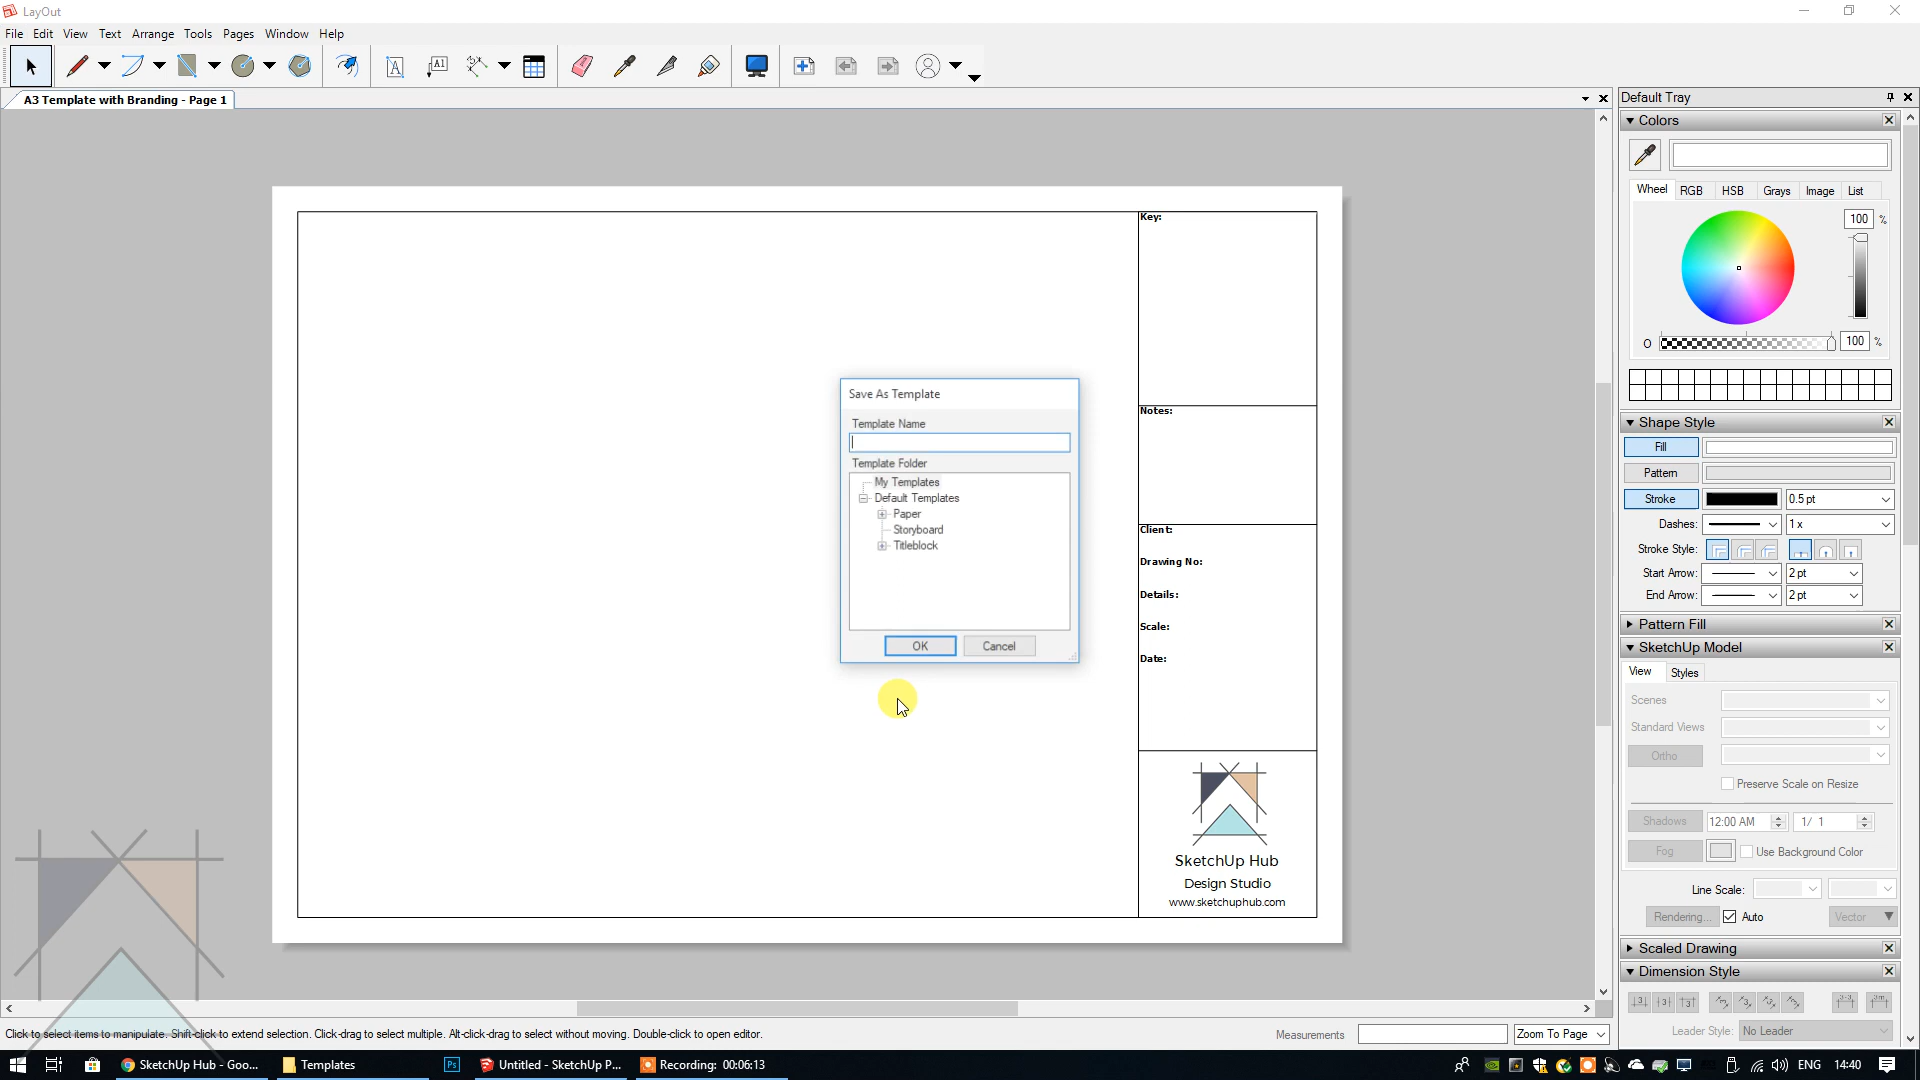 LayOut
File Edit View Text Arrange Tools Pages Window Help
A1
A3 Template with Branding - Page 1
Default Tray
Colors
Wheel RGB HSB Grays Image List
100 %
100 %
Shape Style
Fill
Pattern
Stroke 0.5 pt
Dashes: 1 x
Stroke Style:
Start Arrow: 2 pt
End Arrow: 2 pt
Pattern Fill
SketchUp Model
View Styles
Scenes
Standard Views
Ortho
Preserve Scale on Resize
Shadows 12:00 AM 1/ 1
Fog Use Background Color
Line Scale:
Rendering... Auto Vector
Scaled Drawing
Dimension Style
Leader Style: No Leader
Key:
Notes:
Client:
Drawing No:
Details:
Scale:
Date:
SketchUp Hub
Design Studio
www.sketchuphub.com
Save As Template
Template Name
Template Folder
My Templates
Default Templates
Paper
Storyboard
Titleblock
OK Cancel
Click to select items to manipulate. Shift-click to extend selection. Click-drag to select multiple. Alt-click-drag to select without moving. Double-click to open editor.
Measurements Zoom To Page
SketchUp Hub - Goo... Templates Ps Untitled - SketchUp P... Recording: 00:06:13 ENG 14:40